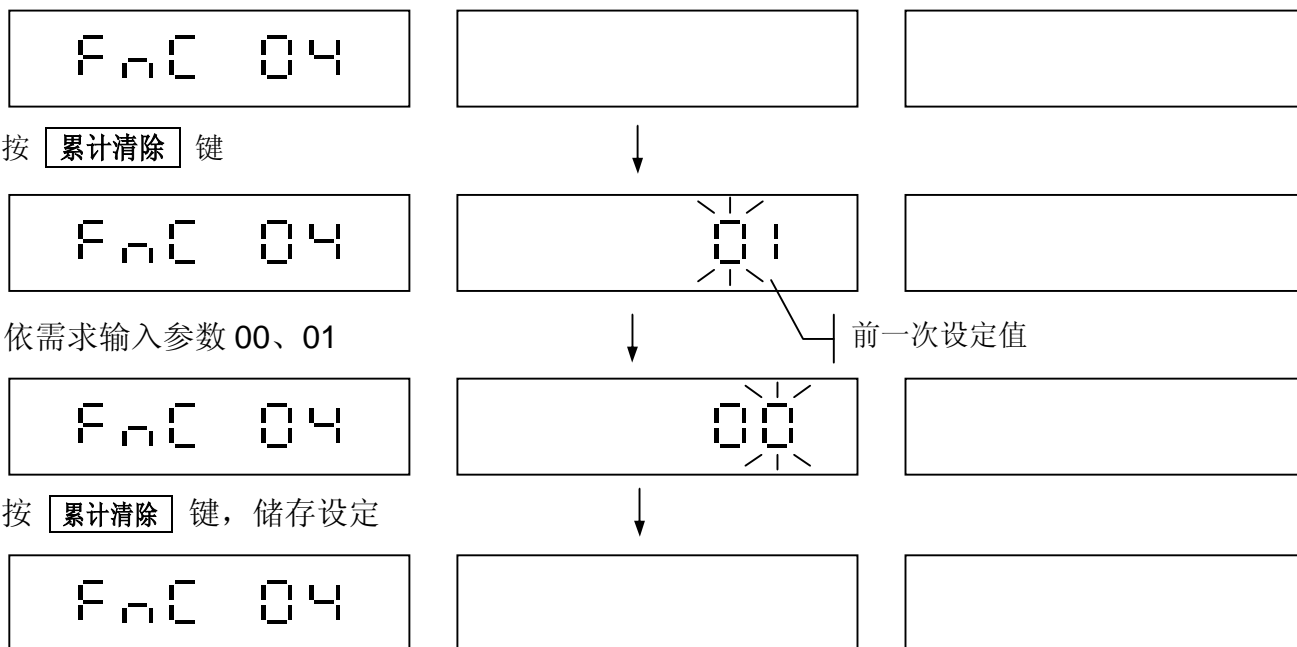 FnC 04
按 累计清除 键
FnC 04 01
依需求输入参数 00、01 前一次设定值
FnC 04 00
按 累计清除 键，储存设定
FnC 04